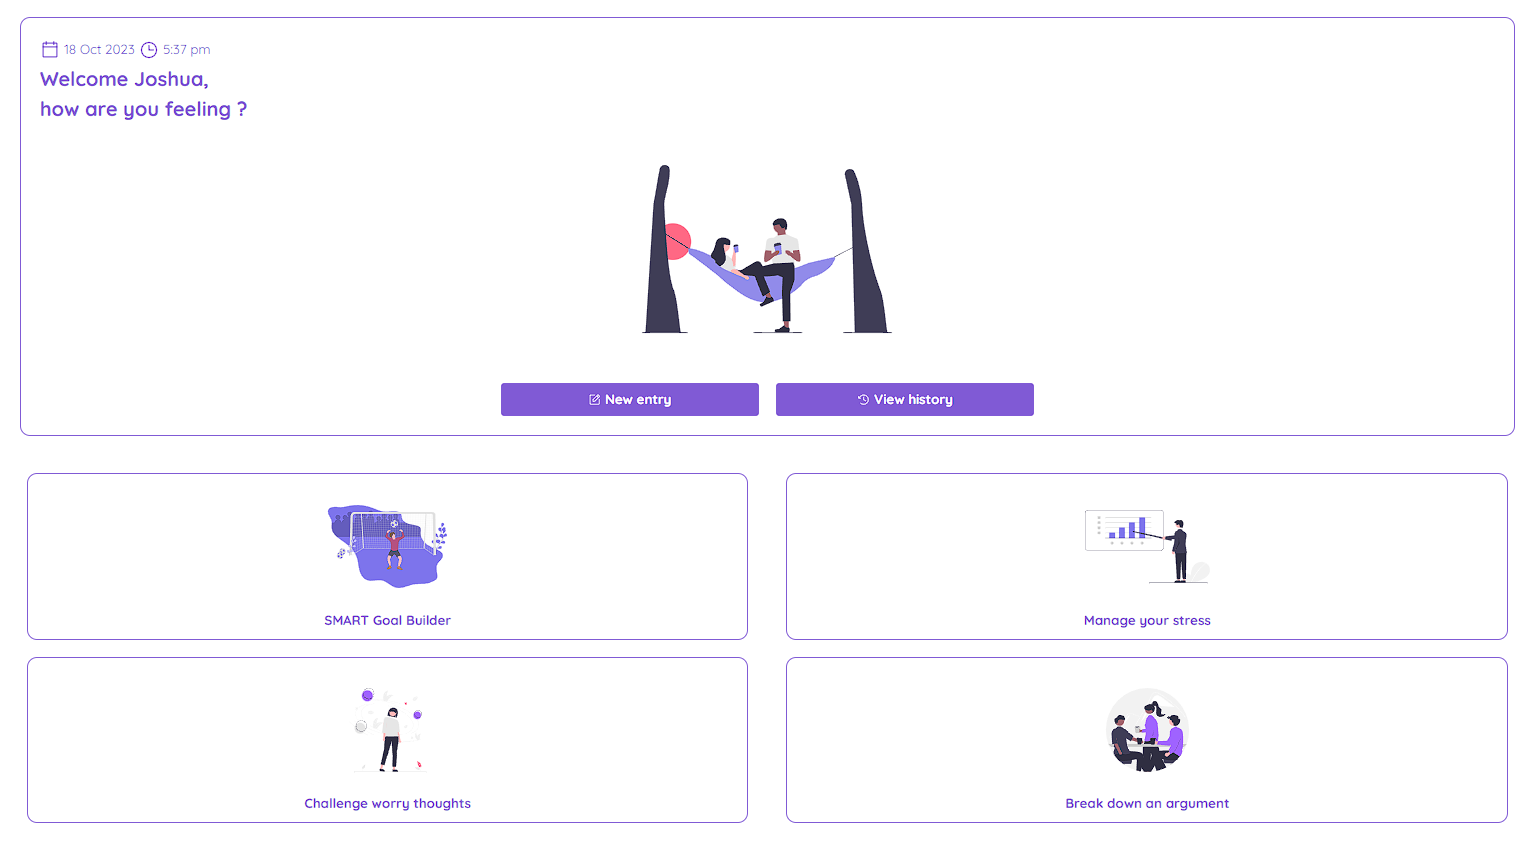 18 Oct 2023 5:37 pm
Welcome Joshua,
how are you feeling ?
New entry
View history
SMART Goal Builder
Manage your stress
Challenge worry thoughts
Break down an argument